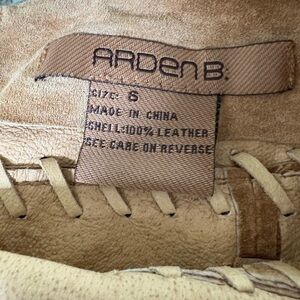 ARDEN B.
SIZE: 6
MADE IN CHINA
SHELL:100% LEATHER
SEE CARE ON REVERSE